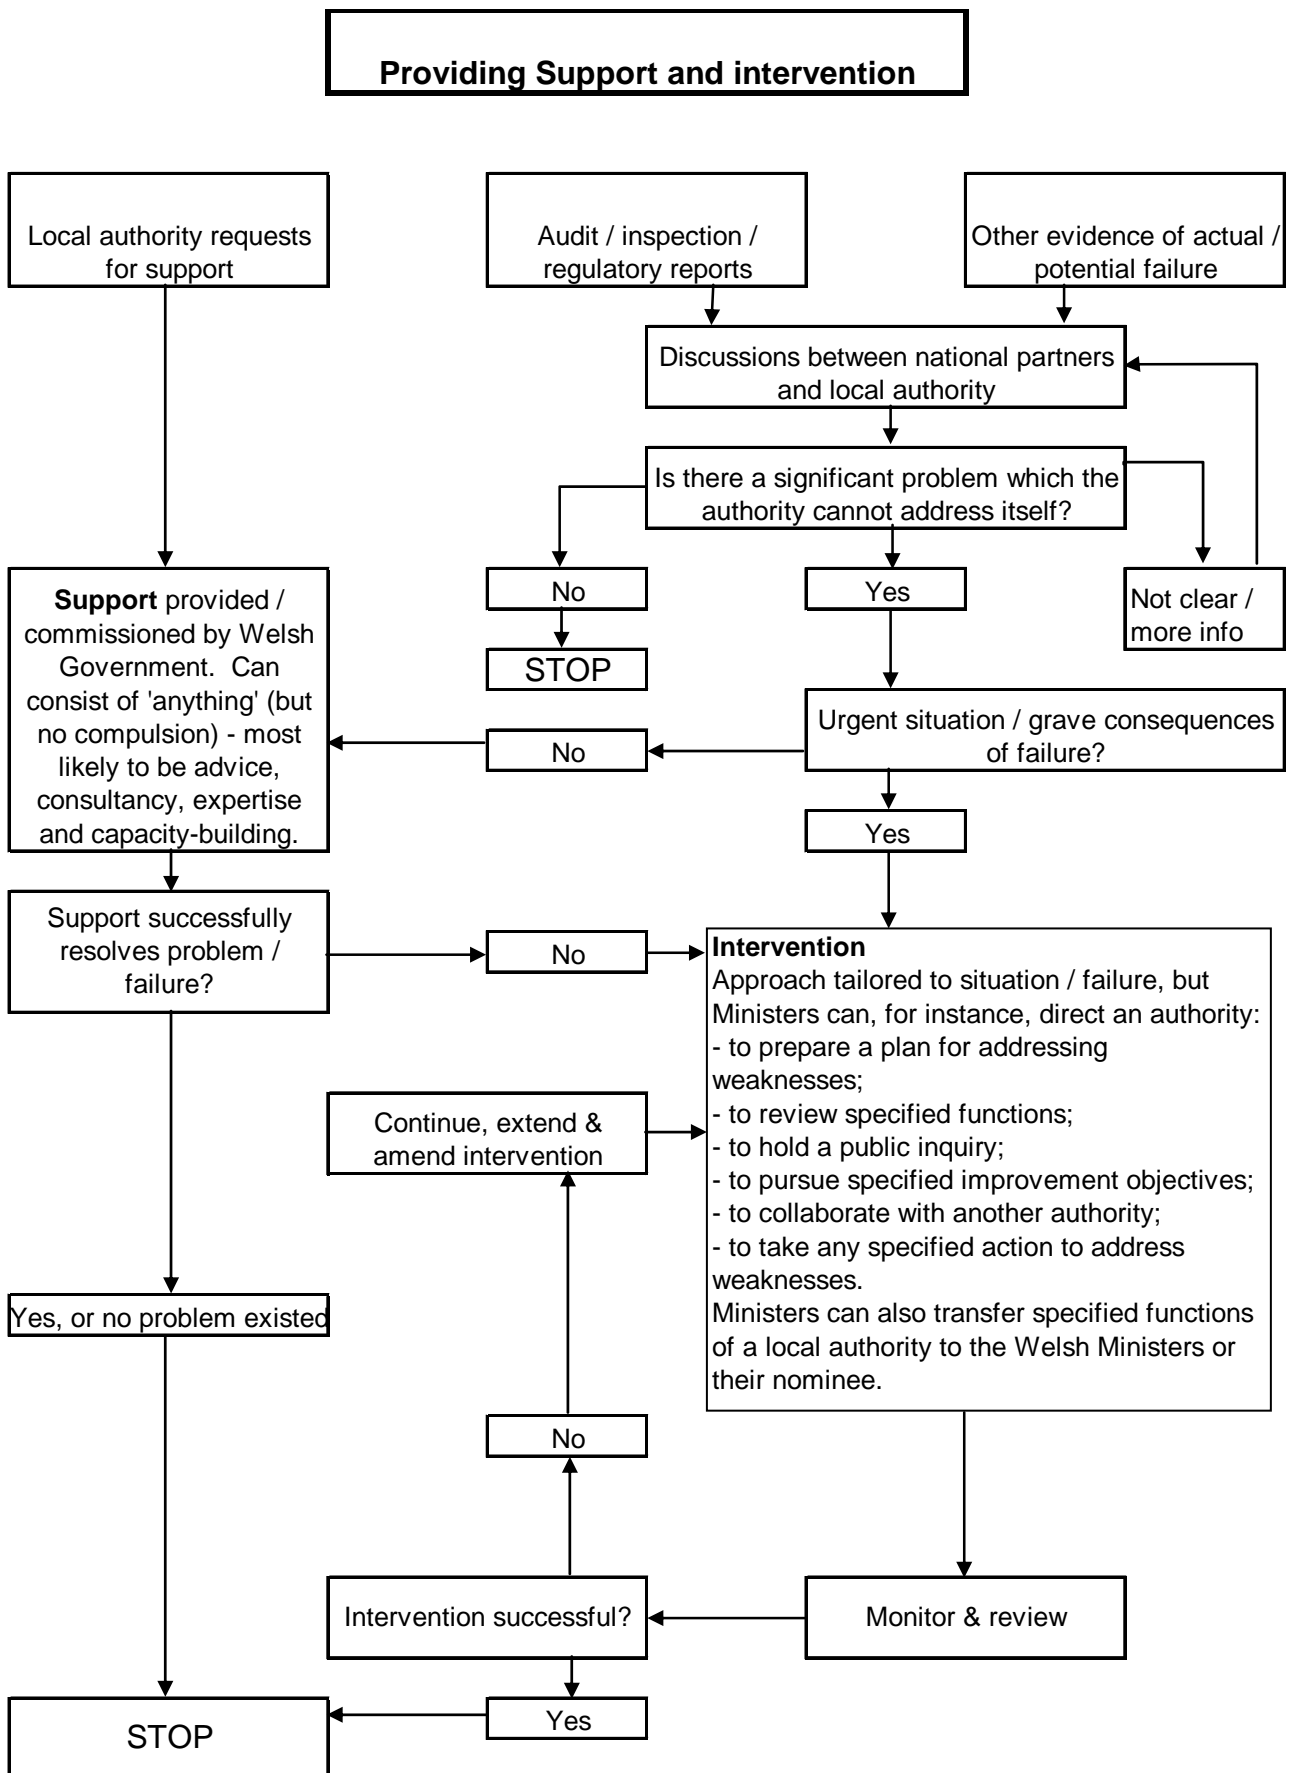 Providing Support and intervention
Local authority requests
for support
Audit / inspection /
regulatory reports
Other evidence of actual /
potential failure
Discussions between national partners
and local authority
Is there a significant problem which the
authority cannot address itself?
No
Yes
Not clear /
more info
STOP
Support provided /
commissioned by Welsh
Government.  Can
consist of 'anything' (but
no compulsion) - most
likely to be advice,
consultancy, expertise
and capacity-building.
Urgent situation / grave consequences
of failure?
No
Yes
Support successfully
resolves problem /
failure?
No
Intervention
Approach tailored to situation / failure, but
Ministers can, for instance, direct an authority:
- to prepare a plan for addressing
weaknesses;
- to review specified functions;
- to hold a public inquiry;
- to pursue specified improvement objectives;
- to collaborate with another authority;
- to take any specified action to address
weaknesses.
Ministers can also transfer specified functions
of a local authority to the Welsh Ministers or
their nominee.
Continue, extend &
amend intervention
Yes, or no problem existed
No
Intervention successful?
Monitor & review
Yes
STOP